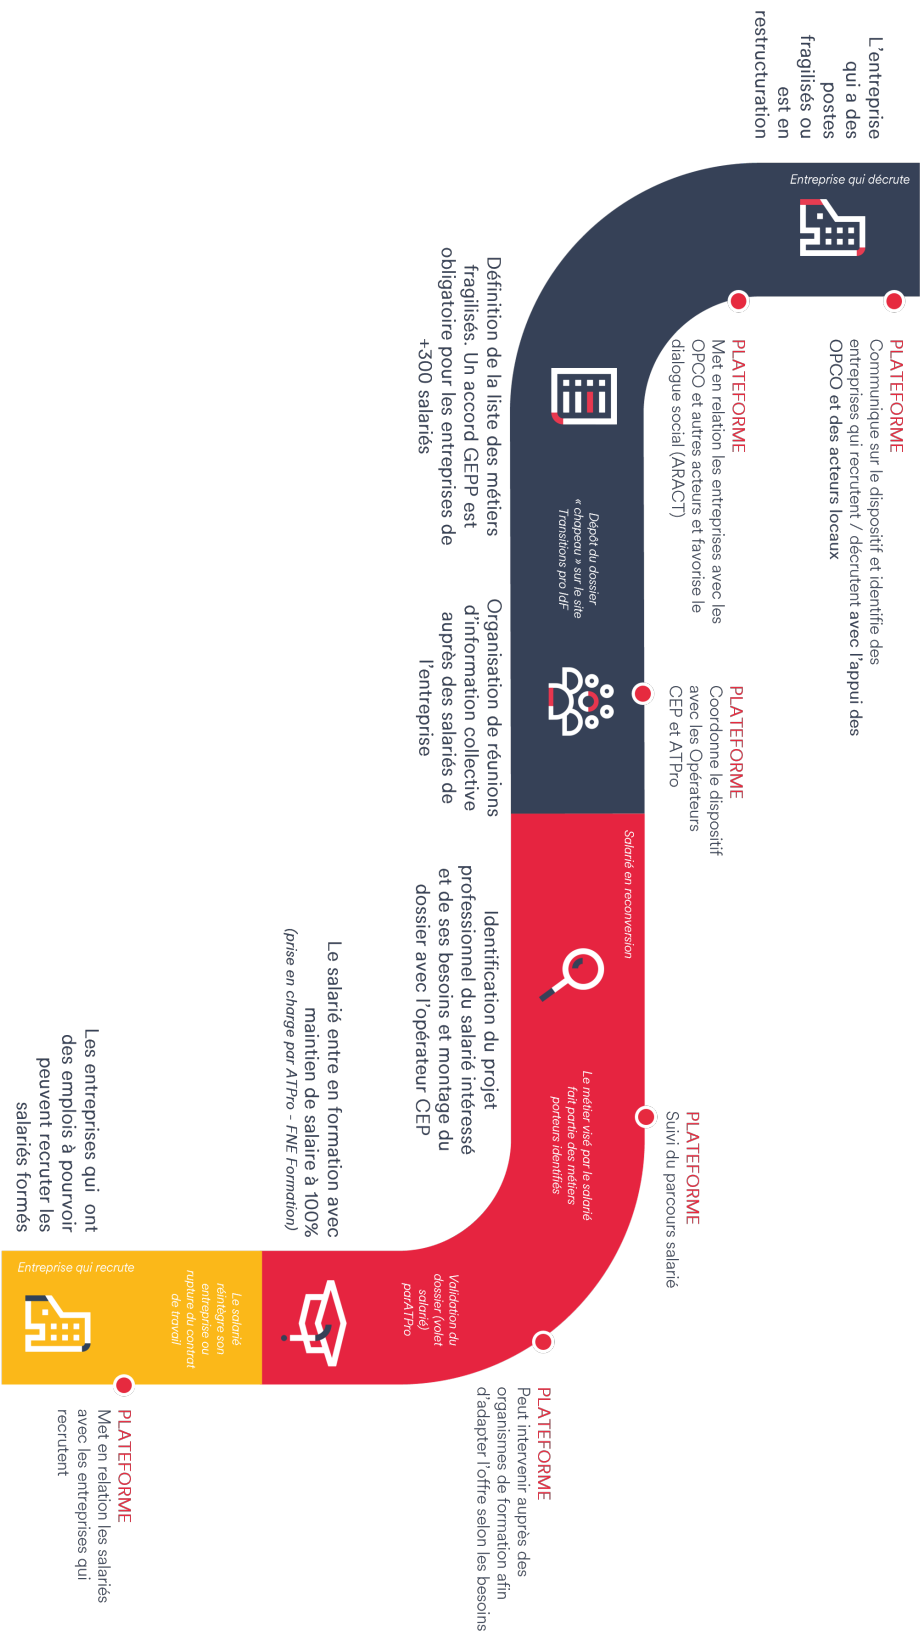 L'entreprise
qui a des
postes
fragilisés ou
est en
restructuration
Entreprise qui décrute
PLATEFORME
Communique sur le dispositif et identifie des
entreprises qui recrutent / décrutent avec l'appui des
OPCO et des acteurs locaux
PLATEFORME
Met en relation les entreprises avec les
OPCO et autres acteurs et favorise le
dialogue social (ARACT)
Définition de la liste des métiers
fragilisés. Un accord GEPP est
obligatoire pour les entreprises de
+300 salariés
Dépôt du dossier
« chapeau » sur le site
Transitions pro IdF
Organisation de réunions
d'information collective
auprès des salariés de
l'entreprise
PLATEFORME
Coordonne le dispositif
avec les Opérateurs
CEP et ATPro
Salarié en reconversion
Identification du projet
professionnel du salarié intéressé
et de ses besoins et montage du
dossier avec l'opérateur CEP
Le métier visé par le salarié
fait partie des métiers
porteurs identifiés
PLATEFORME
Suivi du parcours salarié
Validation du
dossier (volet
salarié)
parATPro
PLATEFORME
Peut intervenir auprès des
organismes de formation afin
d'adapter l'offre selon les besoins
Le salarié entre en formation avec
maintien de salaire à 100%
(prise en charge par ATPro - FNE Formation)
Le salarié
réintègre son
entreprise ou
rupture du contrat
de travail
Entreprise qui recrute
Les entreprises qui ont
des emplois à pourvoir
peuvent recruter les
salariés formés
PLATEFORME
Met en relation les salariés
avec les entreprises qui
recrutent